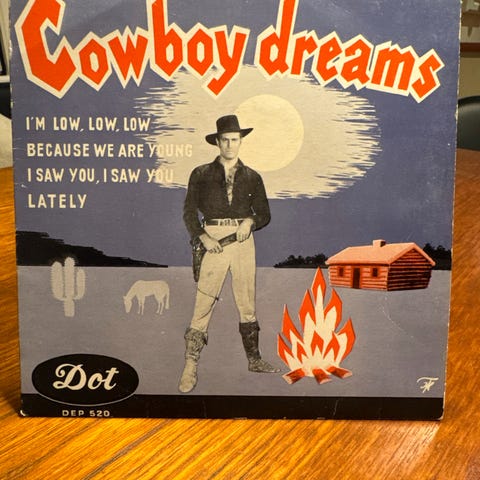 Cowboy dreams
I'M LOW, LOW, LOW
BECAUSE WE ARE YOUNG
I SAW YOU, I SAW YOU
LATELY
Dot
DEP 520